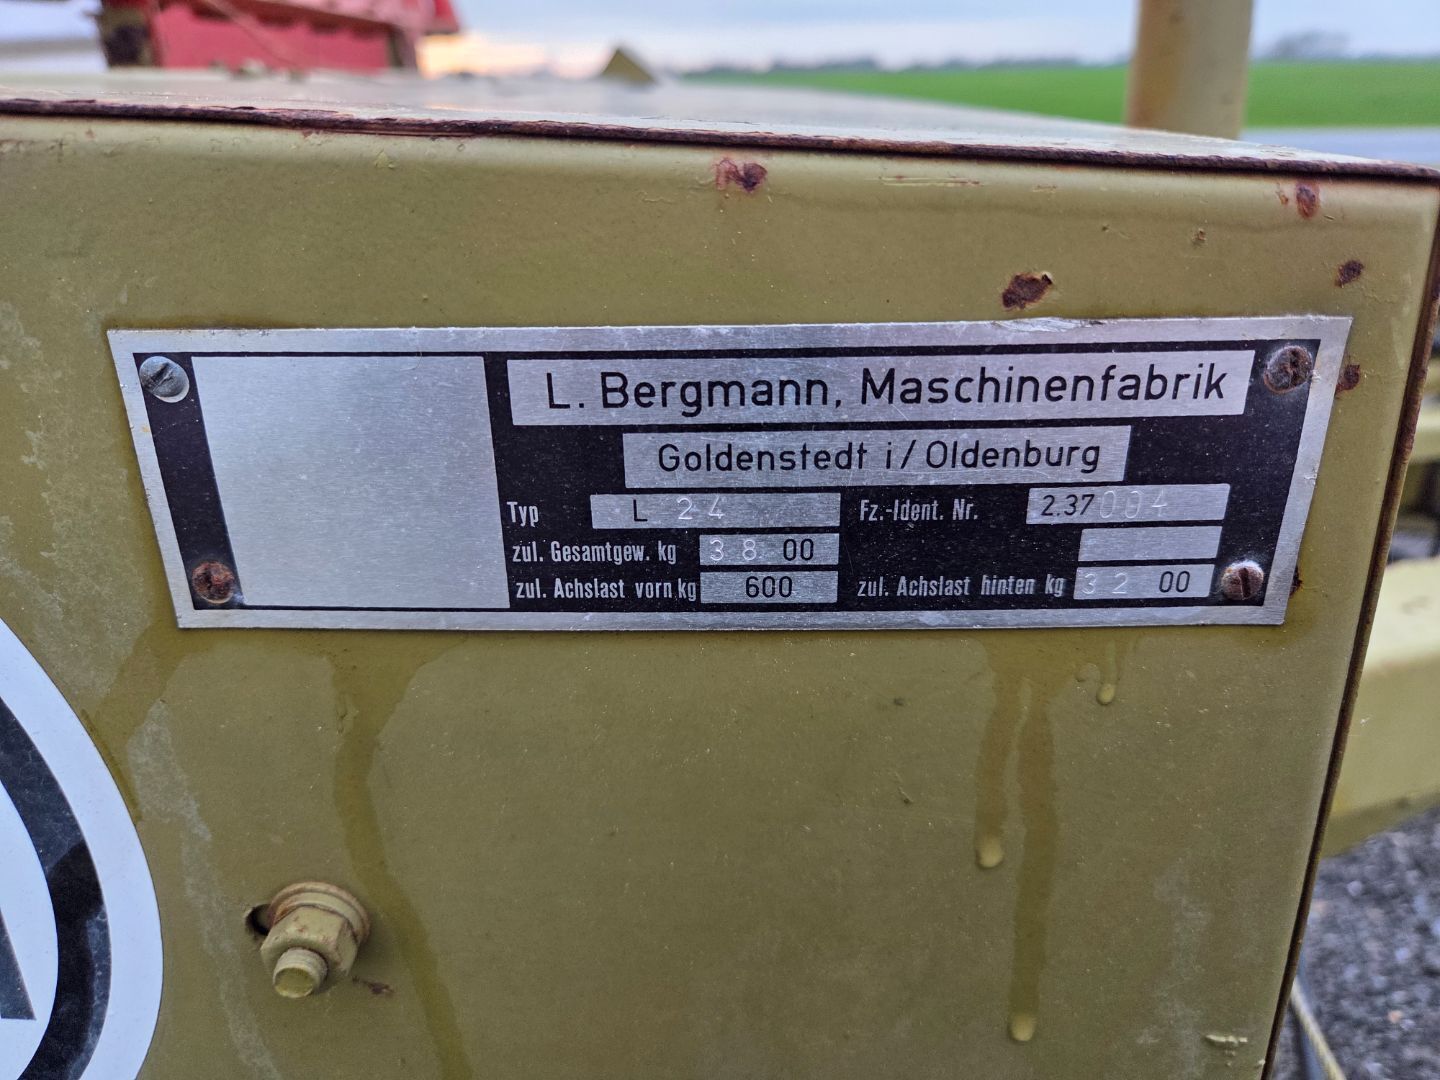 L. Bergmann, Maschinenfabrik
Goldenstedt i/Oldenburg
Typ L 24 Fz.-Ident. Nr. 2.37004
zul. Gesamtgew. kg 3800
zul. Achslast vorn kg 600 zul. Achslast hinten kg 3200